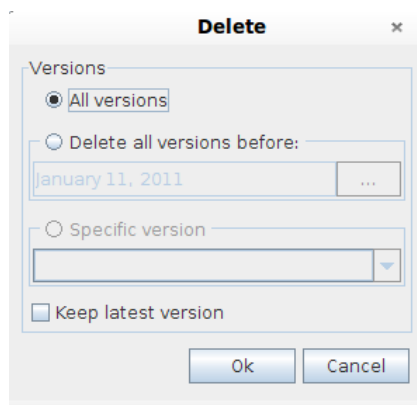 Delete
Versions
All versions
Delete all versions before:
January 11, 2011
...
Specific version
Keep latest version
Ok
Cancel